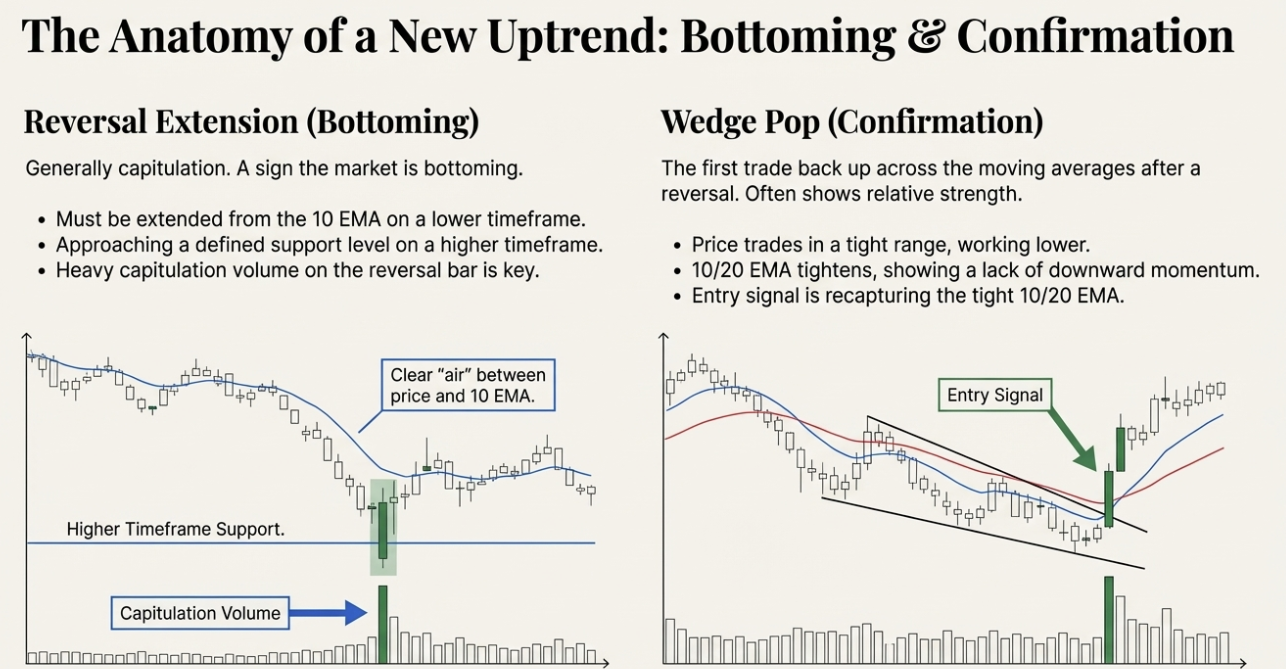 The Anatomy of a New Uptrend: Bottoming & Confirmation
Reversal Extension (Bottoming)
Generally capitulation. A sign the market is bottoming.
• Must be extended from the 10 EMA on a lower timeframe.
• Approaching a defined support level on a higher timeframe.
• Heavy capitulation volume on the reversal bar is key.
Clear “air” between
price and 10 EMA.
Higher Timeframe Support.
Capitulation Volume
Wedge Pop (Confirmation)
The first trade back up across the moving averages after a
reversal. Often shows relative strength.
• Price trades in a tight range, working lower.
• 10/20 EMA tightens, showing a lack of downward momentum.
• Entry signal is recapturing the tight 10/20 EMA.
Entry Signal